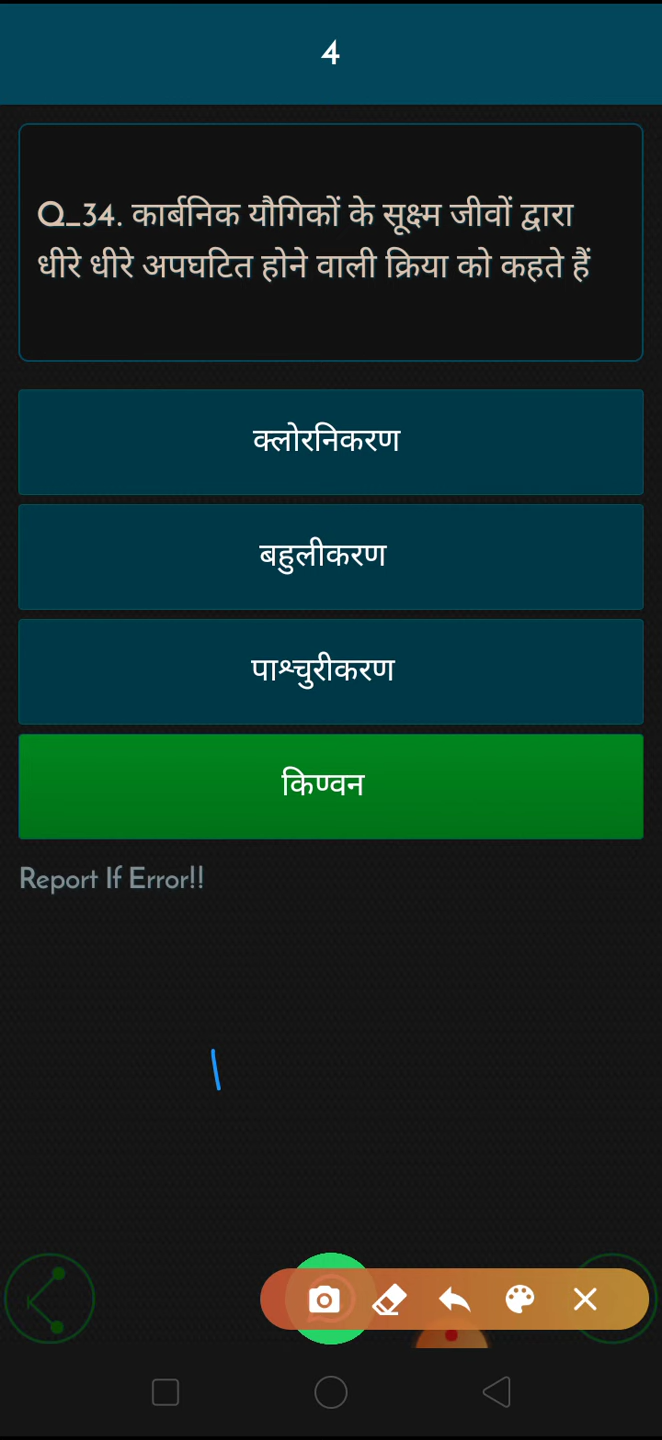 4
Q_34. कार्बनिक यौगिकों के सूक्ष्म जीवों द्वारा
धीरे धीरे अपघटित होने वाली क्रिया को कहते हैं
क्लोरनिकरण
बहुलीकरण
पाश्चुरीकरण
किण्वन
Report If Error!!